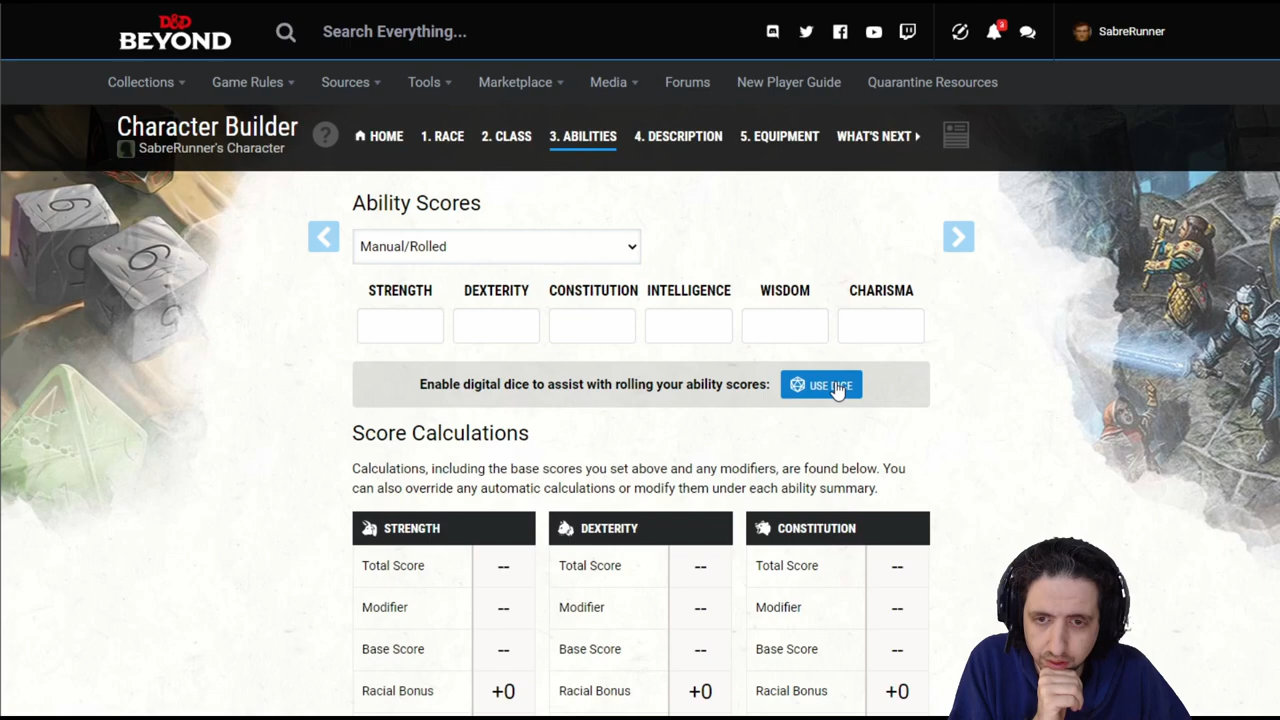 D&D
BEYOND
Search Everything...
3
SabreRunner
Collections Game Rules Sources Tools Marketplace Media Forums New Player Guide Quarantine Resources
Character Builder
SabreRunner's Character
? HOME 1. RACE 2. CLASS 3. ABILITIES 4. DESCRIPTION 5. EQUIPMENT WHAT'S NEXT
Ability Scores
Manual/Rolled
STRENGTH DEXTERITY CONSTITUTION INTELLIGENCE WISDOM CHARISMA
Enable digital dice to assist with rolling your ability scores: USE DICE
Score Calculations
Calculations, including the base scores you set above and any modifiers, are found below. You
can also override any automatic calculations or modify them under each ability summary.
STRENGTH DEXTERITY CONSTITUTION
Total Score -- Total Score -- Total Score --
Modifier -- Modifier -- Modifier --
Base Score -- Base Score -- Base Score --
Racial Bonus +0 Racial Bonus +0 Racial Bonus +0